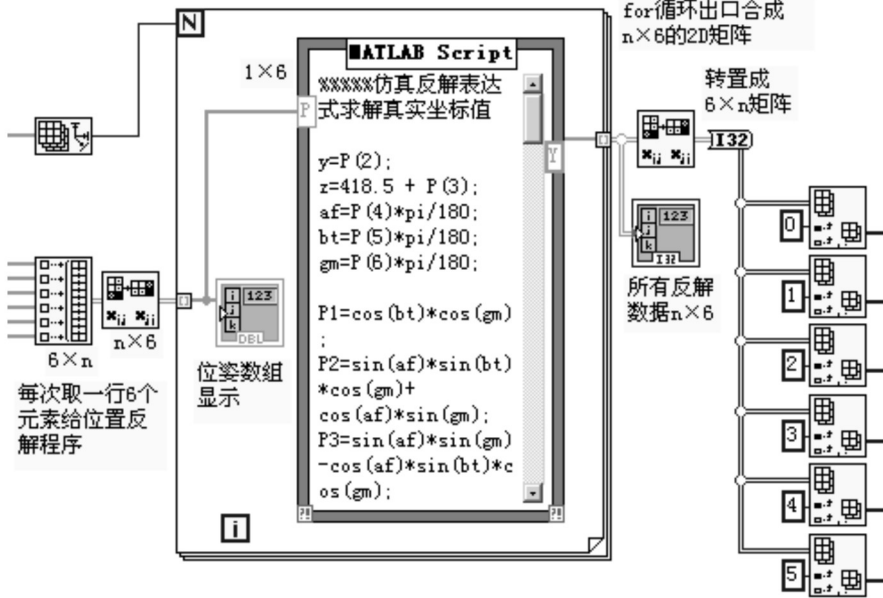 for循环出口合成
n×6的2D矩阵
N
MATLAB Script
1×6
%%%%%仿真反解表达
式求解真实坐标值
P
转置成
6×n矩阵
I32
Y
y=P(2);
z=418.5 + P(3);
af=P(4)*pi/180;
bt=P(5)*pi/180;
gm=P(6)*pi/180;
i
j
k
123
I32
0
所有反解
数据n×6
1
P1=cos(bt)*cos(gm)
;
P2=sin(af)*sin(bt)
*cos(gm)+
cos(af)*sin(gm);
P3=sin(af)*sin(gm)
-cos(af)*sin(bt)*c
os(gm);
i
j
k
123
DBL
n×6
6×n
位姿数组
显示
每次取一行6个
元素给位置反
解程序
2
3
4
5
i